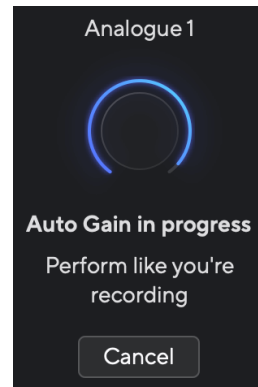 Analogue 1
Auto Gain in progress
Perform like you're
recording
Cancel